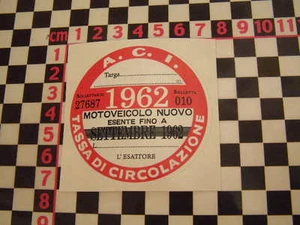 cm 1 2 3 4 5 6 7 8 9 10 11
A. C. I.
Targa
BOLLETTARIO
BOLLETTA
27687 1962 010
MOTOVEICOLO NUOVO
ESENTE FINO A
SETTEMBRE 1962
L'ESATTORE
TASSA DI CIRCOLAZIONE